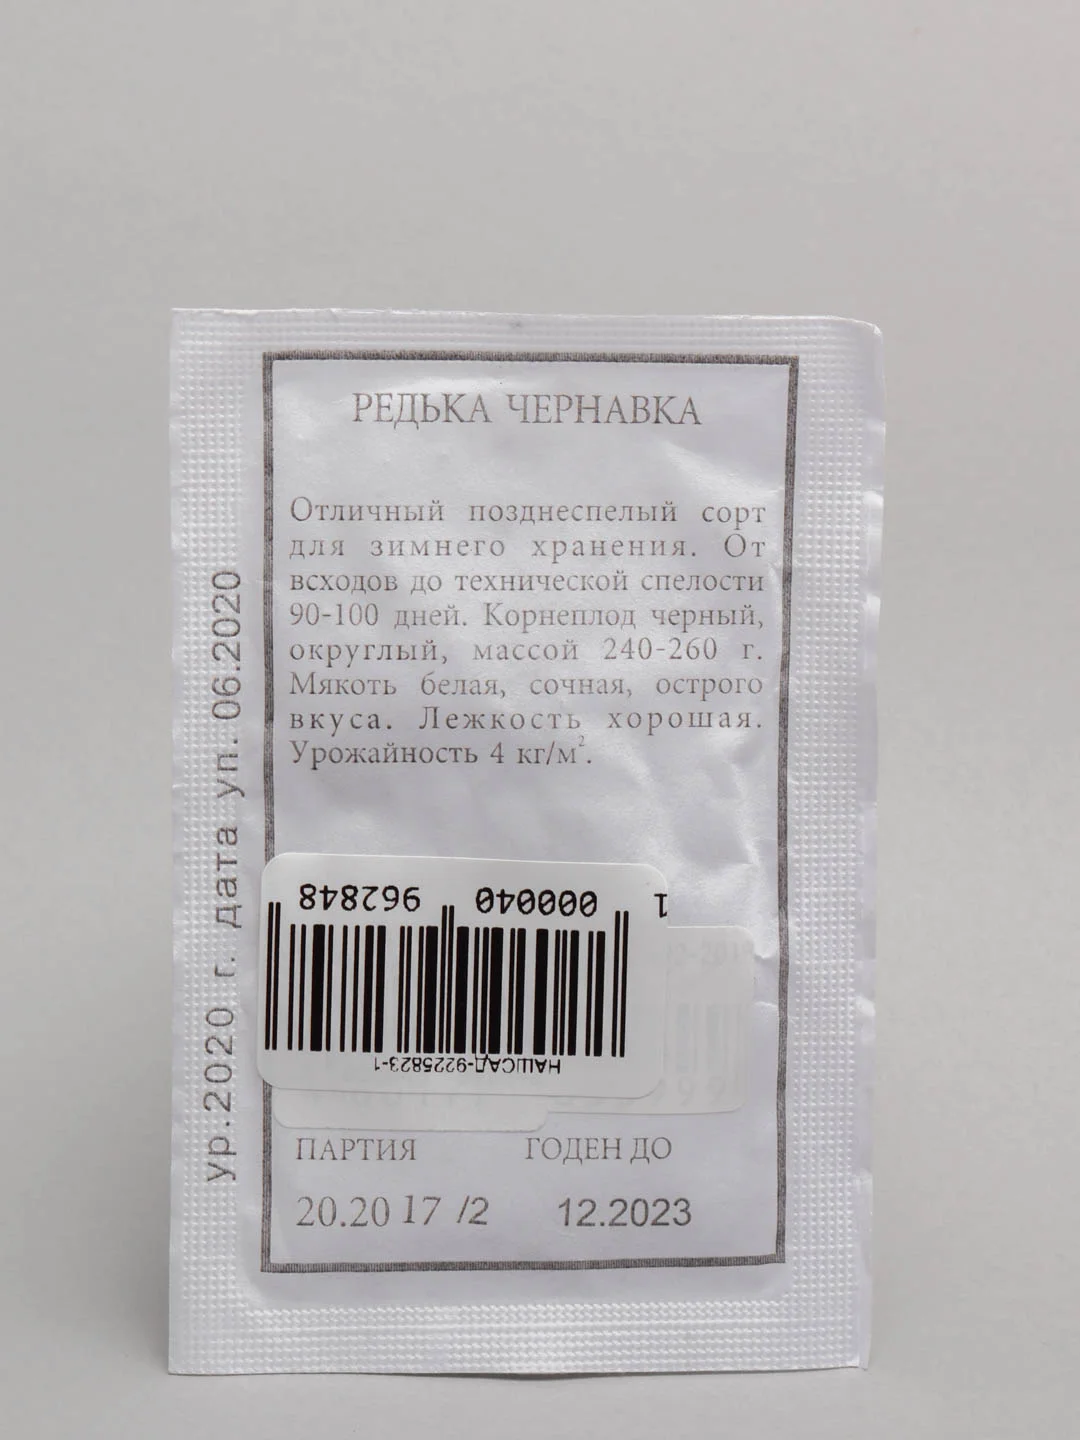 РЕДЬКА ЧЕРНАВКА
Отличный позднеспелый сорт
для зимнего хранения. От
всходов до технической спелости
90-100 дней. Корнеплод черный,
округлый, массой 240-260 г.
Мякоть белая, сочная, острого
вкуса. Лежкость хорошая.
Урожайность 4 кг/м².
ур.2020 г. дата уп. 06.2020
1 000040 962848
НАШСАД-9225823-1
ПАРТИЯ ГОДЕН ДО
20.20 17 /2 12.2023